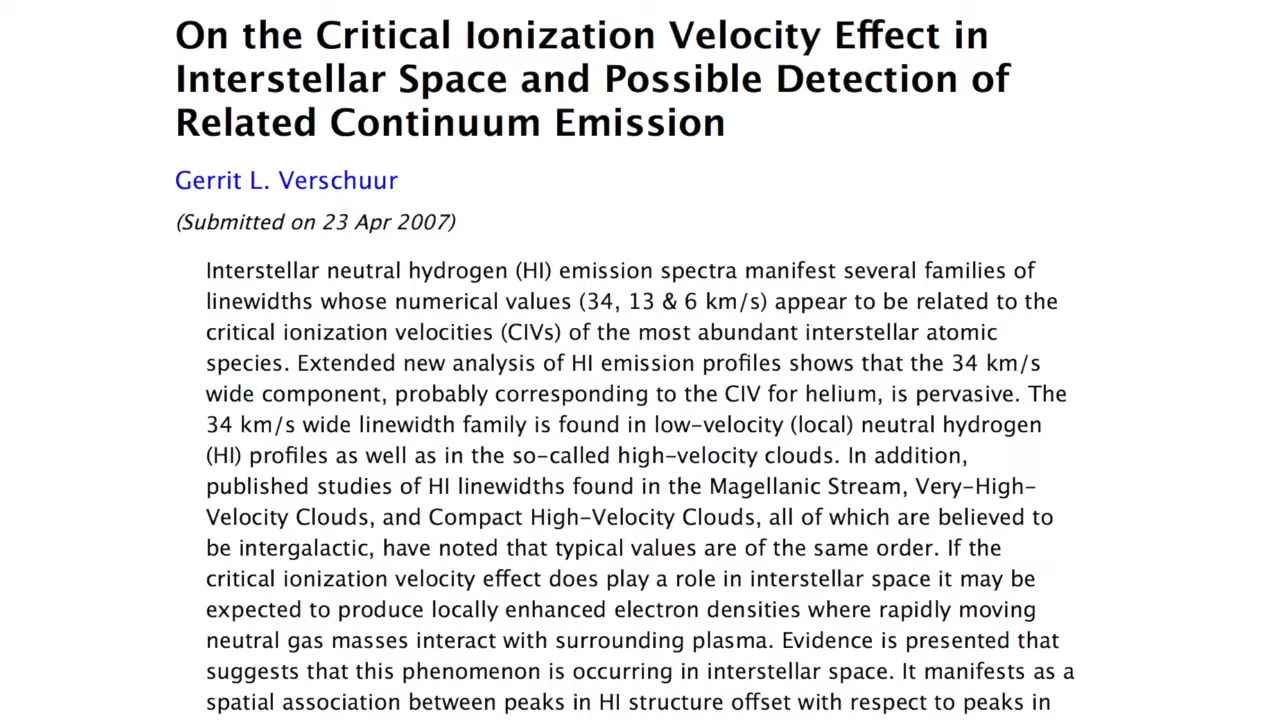 On the Critical Ionization Velocity Effect in
Interstellar Space and Possible Detection of
Related Continuum Emission
Gerrit L. Verschuur
(Submitted on 23 Apr 2007)
Interstellar neutral hydrogen (HI) emission spectra manifest several families of
linewidths whose numerical values (34, 13 & 6 km/s) appear to be related to the
critical ionization velocities (CIVs) of the most abundant interstellar atomic
species. Extended new analysis of HI emission profiles shows that the 34 km/s
wide component, probably corresponding to the CIV for helium, is pervasive. The
34 km/s wide linewidth family is found in low-velocity (local) neutral hydrogen
(HI) profiles as well as in the so-called high-velocity clouds. In addition,
published studies of HI linewidths found in the Magellanic Stream, Very-High-
Velocity Clouds, and Compact High-Velocity Clouds, all of which are believed to
be intergalactic, have noted that typical values are of the same order. If the
critical ionization velocity effect does play a role in interstellar space it may be
expected to produce locally enhanced electron densities where rapidly moving
neutral gas masses interact with surrounding plasma. Evidence is presented that
suggests that this phenomenon is occurring in interstellar space. It manifests as a
spatial association between peaks in HI structure offset with respect to peaks in